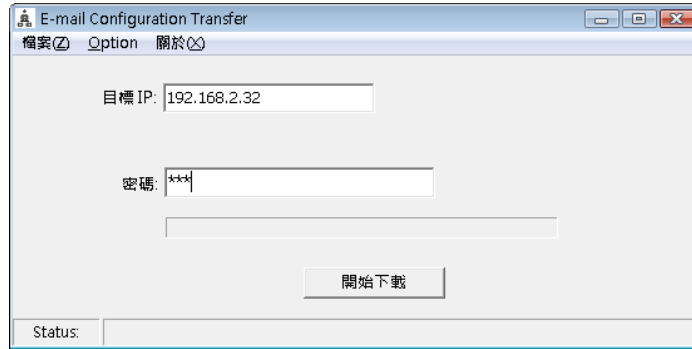 E-mail Configuration Transfer
檔案(Z) Option 關於(X)
目標 IP: 192.168.2.32
密碼: ***
開始下載
Status: